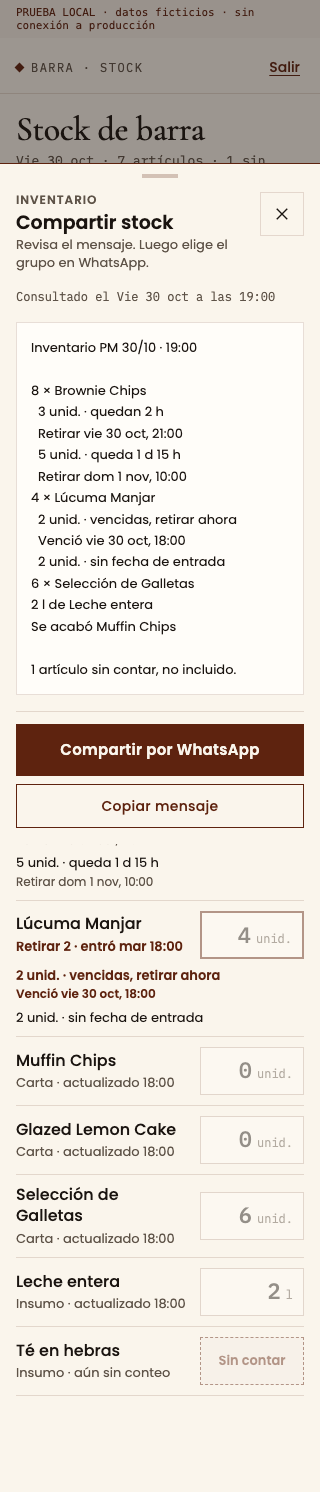 PRUEBA LOCAL · datos ficticios · sin
conexión a producción
BARRA · STOCK
Salir
Stock de barra
Vie 30 oct · 7 artículos · 1 sin
INVENTARIO
Compartir stock
Revisa el mensaje. Luego elige el
grupo en WhatsApp.
Consultado el Vie 30 oct a las 19:00
Inventario PM 30/10 · 19:00
8 × Brownie Chips
3 unid. · quedan 2 h
Retirar vie 30 oct, 21:00
5 unid. · queda 1 d 15 h
Retirar dom 1 nov, 10:00
4 × Lúcuma Manjar
2 unid. · vencidas, retirar ahora
Venció vie 30 oct, 18:00
2 unid. · sin fecha de entrada
6 × Selección de Galletas
2 l de Leche entera
Se acabó Muffin Chips
1 artículo sin contar, no incluido.
Compartir por WhatsApp
Copiar mensaje
5 unid. · queda 1 d 15 h
Retirar dom 1 nov, 10:00
Lúcuma Manjar
4 unid.
Retirar 2 · entró mar 18:00
2 unid. · vencidas, retirar ahora
Venció vie 30 oct, 18:00
2 unid. · sin fecha de entrada
Muffin Chips
0 unid.
Carta · actualizado 18:00
Glazed Lemon Cake
0 unid.
Carta · actualizado 18:00
Selección de
Galletas
6 unid.
Carta · actualizado 18:00
Leche entera
2 l
Insumo · actualizado 18:00
Té en hebras
Sin contar
Insumo · aún sin conteo